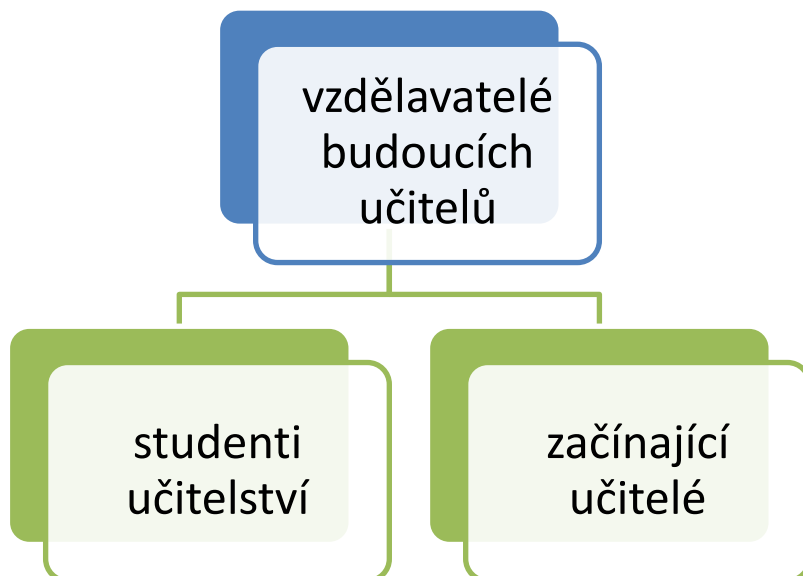 vzdělavatelé
budoucích
učitelů
studenti
učitelství
začínající
učitelé